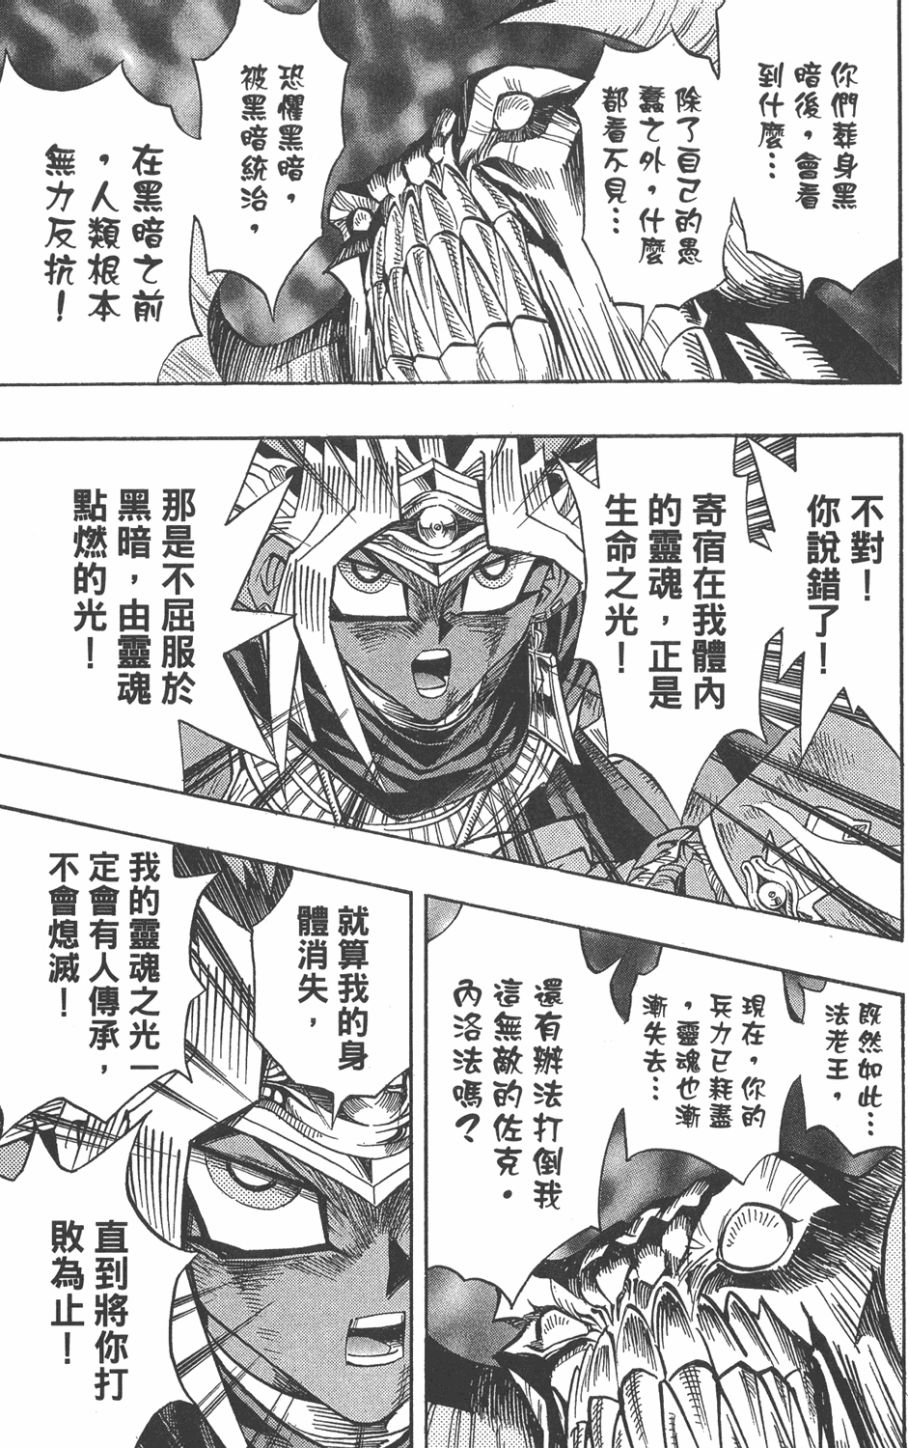 你們葬身黑
暗後，會看
到什麼…
除了自己的愚
蠢之外，什麼
都看不見…
恐懼黑暗，
被黑暗統治，
在黑暗之前
，人類根本
無力反抗！
不對！
你說錯了！
寄宿在我體內
的靈魂，正是
生命之光！
那是不屈服於
黑暗，由靈魂
點燃的光！
既然如此…
法老王，
現在，你的
兵力已耗盡
，靈魂也漸
漸失去…
還有辦法打倒我
這無敵的佐克·
內洛法嗎？
就算我的身
體消失，
我的靈魂之光一
定會有人傳承，
不會熄滅！
直到將你打
敗為止！